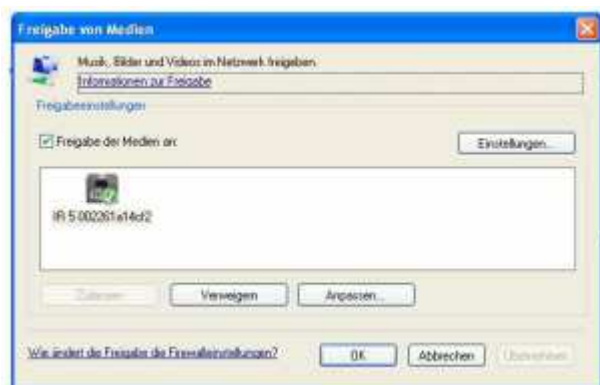 Freigabe von Medien
Musik, Bilder und Videos im Netzwerk freigeben.
Informationen zur Freigabe
Freigabeeinstellungen
Freigabe der Medien an:
Einstellungen...
IR-5 002261a14cf2
Zulassen
Verweigern
Anpassen...
Wie ändert die Freigabe die Firewalleinstellungen?
OK
Abbrechen
Übernehmen